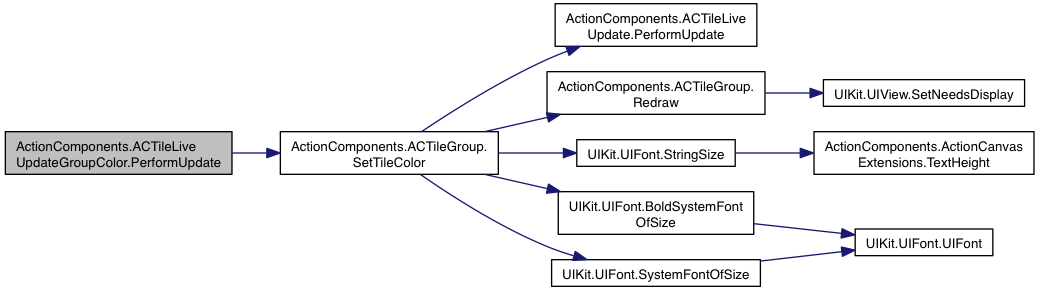 ActionComponents.ACTileLive
UpdateGroupColor.PerformUpdate
ActionComponents.ACTileGroup.
SetTileColor
ActionComponents.ACTileLive
Update.PerformUpdate
ActionComponents.ACTileGroup.
Redraw
UIKit.UIView.SetNeedsDisplay
UIKit.UIFont.StringSize
ActionComponents.ActionCanvas
Extensions.TextHeight
UIKit.UIFont.BoldSystemFont
OfSize
UIKit.UIFont.UIFont
UIKit.UIFont.SystemFontOfSize